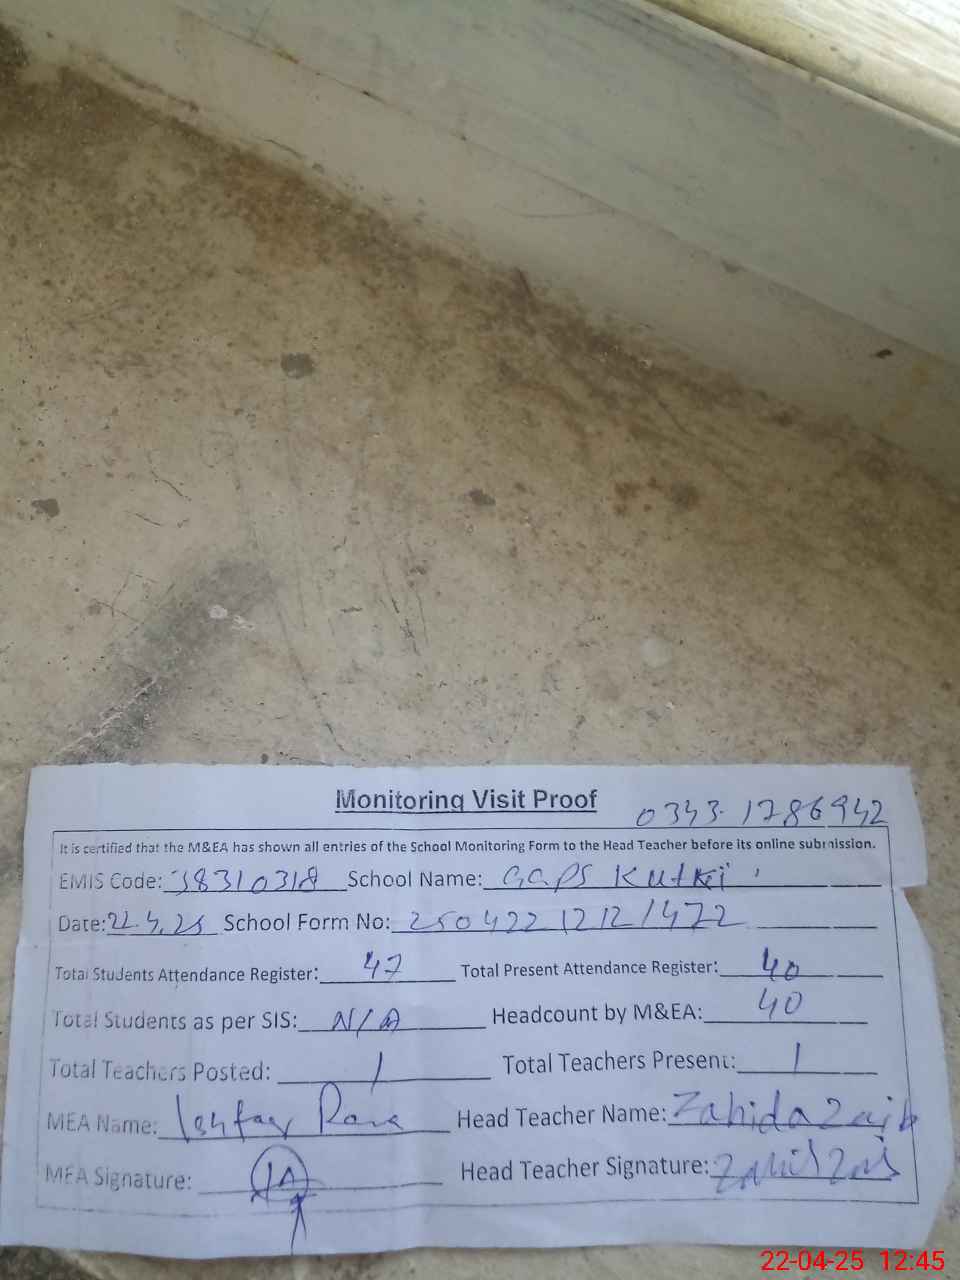 Monitoring Visit Proof 0343-1786942
It is certified that the M&EA has shown all entries of the School Monitoring Form to the Head Teacher before its online submission.
EMIS Code: 38310318 School Name: GGPS Kutki
Date: 22.4.25 School Form No: 250422 1212 1472
Total Students Attendance Register: 47 Total Present Attendance Register: 40
Total Students as per SIS: N/A Headcount by M&EA: 40
Total Teachers Posted: 1 Total Teachers Present: 1
MEA Name: Head Teacher Name: Zahida Zaib
MEA Signature: Head Teacher Signature:
22-04-25 12:45